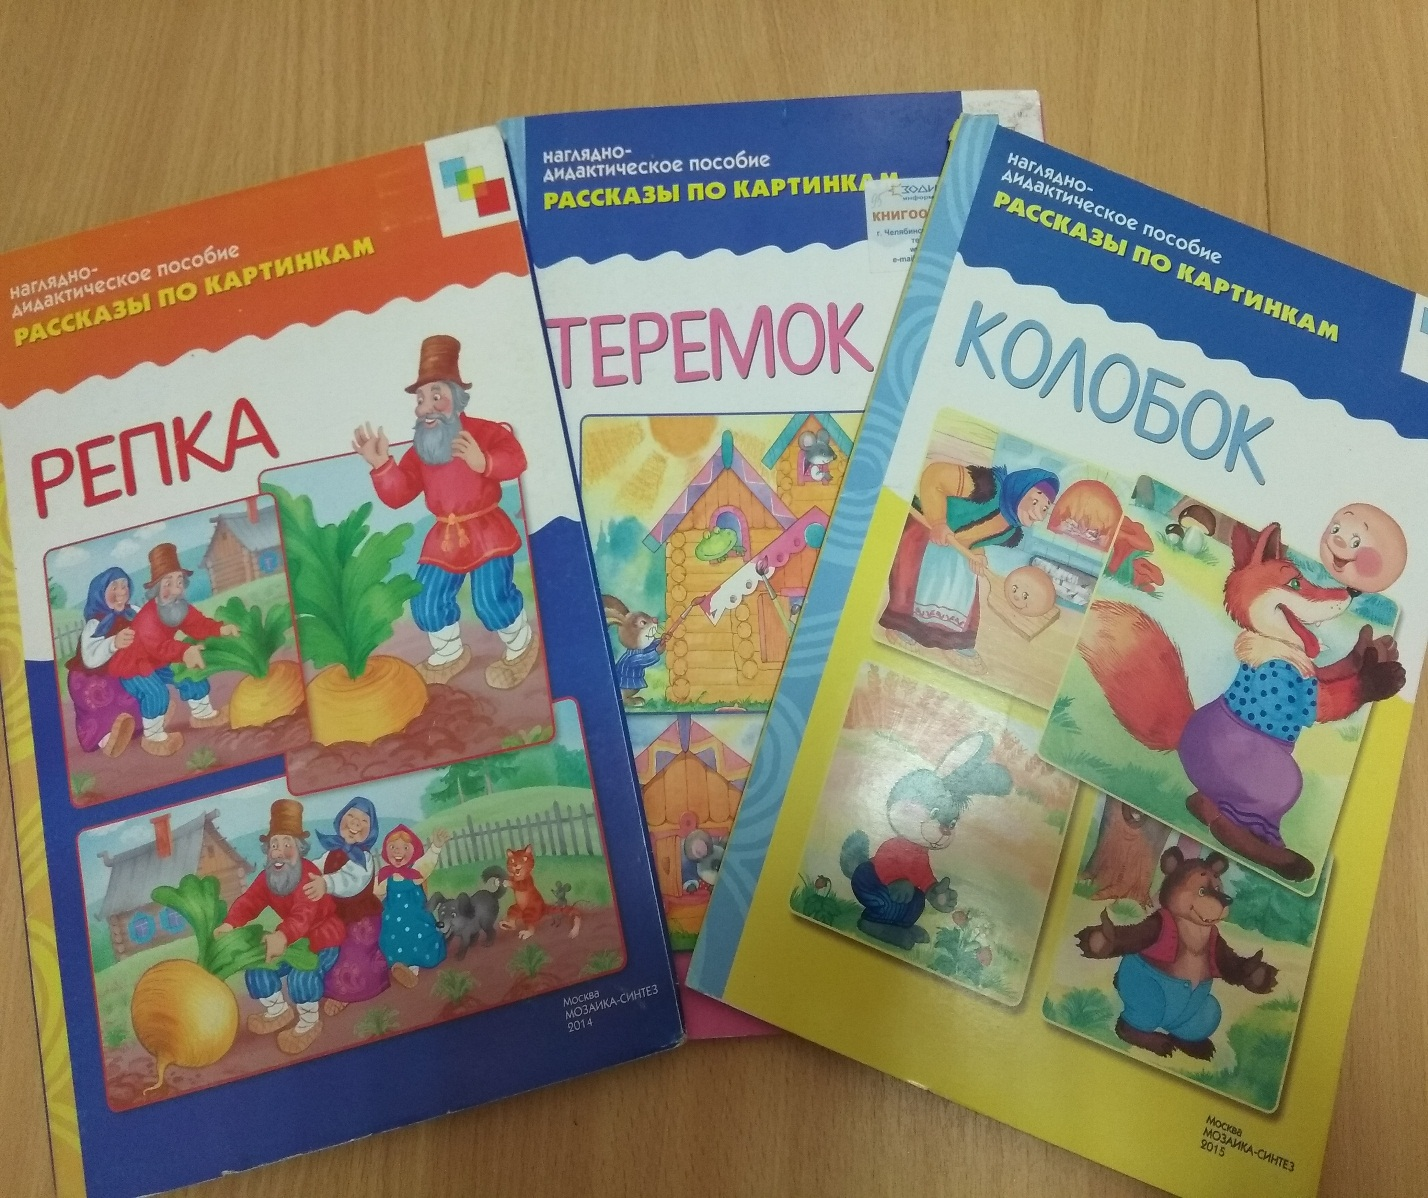 наглядно-
дидактическое пособие
РАССКАЗЫ ПО КАРТИНКАМ
РЕПКА
Москва
МОЗАИКА-СИНТЕЗ
2014
наглядно-
дидактическое пособие
РАССКАЗЫ ПО КАРТИНКАМ
ТЕРЕМОК
г.
e-mail
наглядно-
дидактическое пособие
РАССКАЗЫ ПО КАРТИНКАМ
КОЛОБОК
Москва
МОЗАИКА-СИНТЕЗ
2015